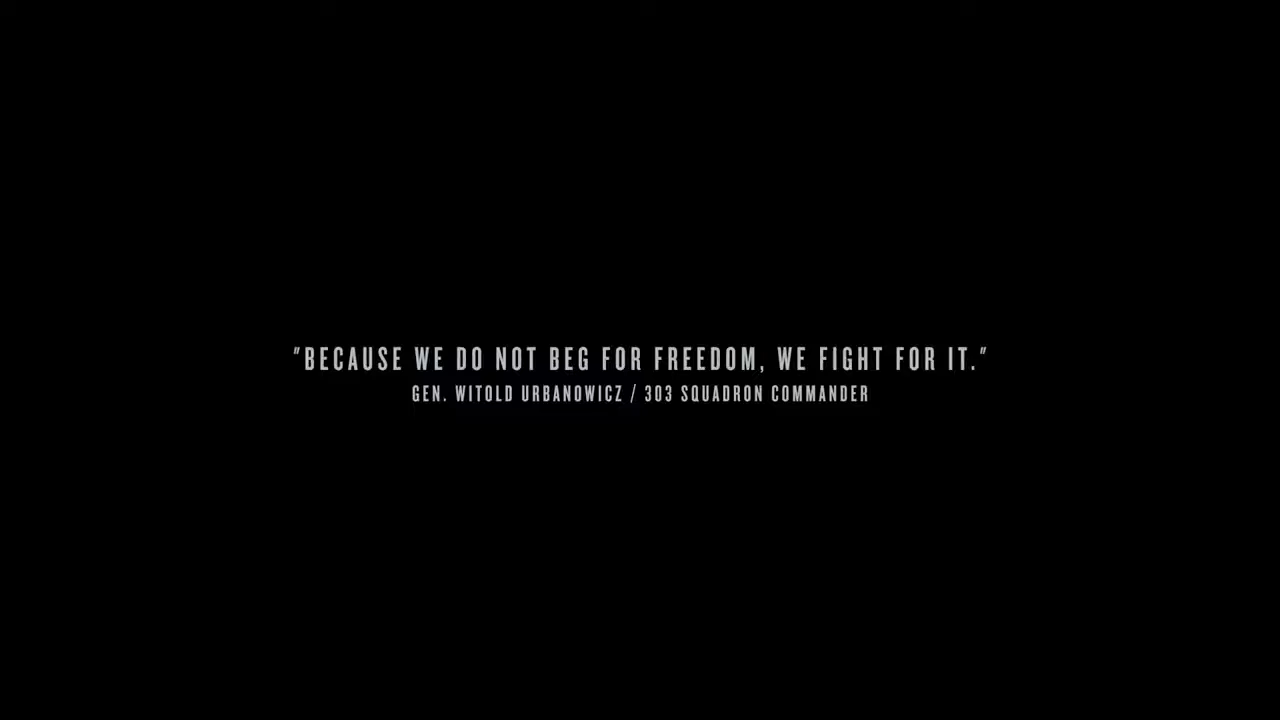 "BECAUSE WE DO NOT BEG FOR FREEDOM, WE FIGHT FOR IT."
GEN. WITOLD URBANOWICZ / 303 SQUADRON COMMANDER